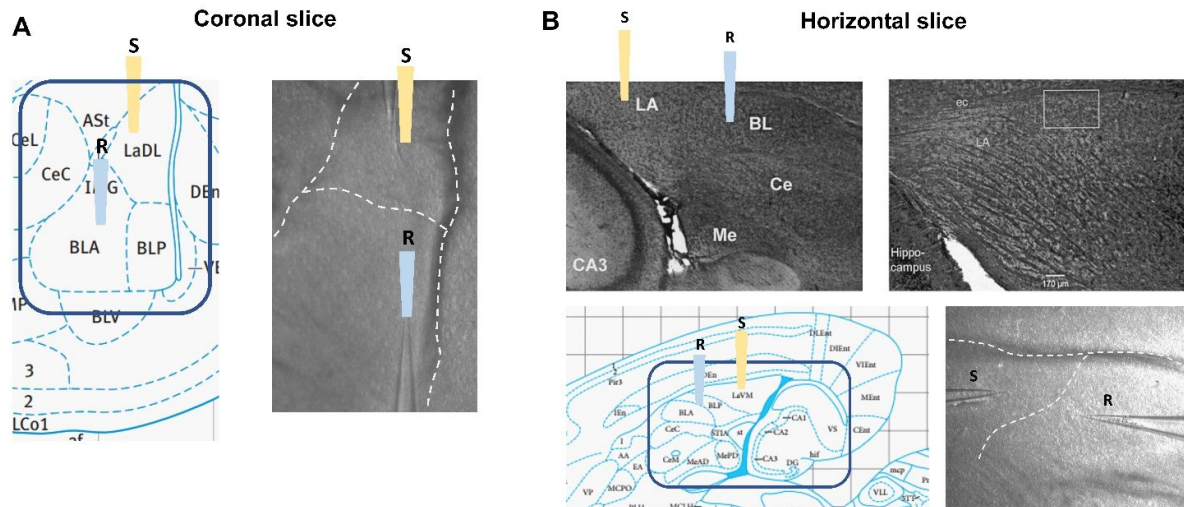 A
Coronal slice
S
ASt
CeL
R
LaDL
CeC
DEn
BLA
BLP
BLV
3
2
LCo1
af
S
R
B
Horizontal slice
S
R
LA
BL
Ce
Me
CA3
ec
LA
Hippo-
campus
170 µm
S
R
DLEnt
DIEnt
VIEnt
MEnt
CEnt
Pir3
DEn
IEn
LaVM
BLP
BLA
CeC
STIA
st
CA1
CA2
CA3
VS
I
AA
EA
CeM
MeAD
MePD
DG
hif
VP
MCPO
mcp
VLL
S
R